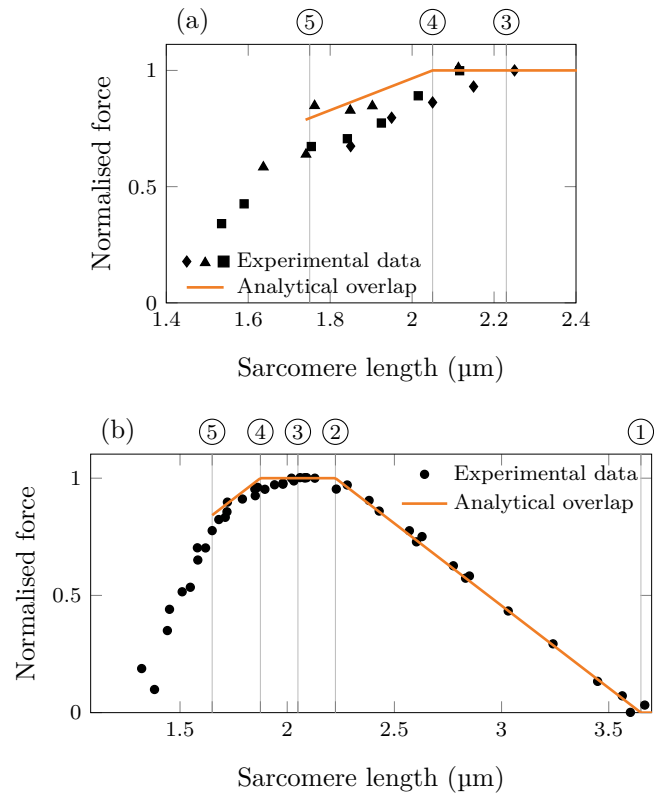 (a) ⑤ ④ ③
1
0.5
0
Normalised force
Experimental data
Analytical overlap
1.4 1.6 1.8 2 2.2 2.4
Sarcomere length (µm)
(b) ⑤ ④ ③ ② ①
1
0.5
0
Normalised force
Experimental data
Analytical overlap
1.5 2 2.5 3 3.5
Sarcomere length (µm)